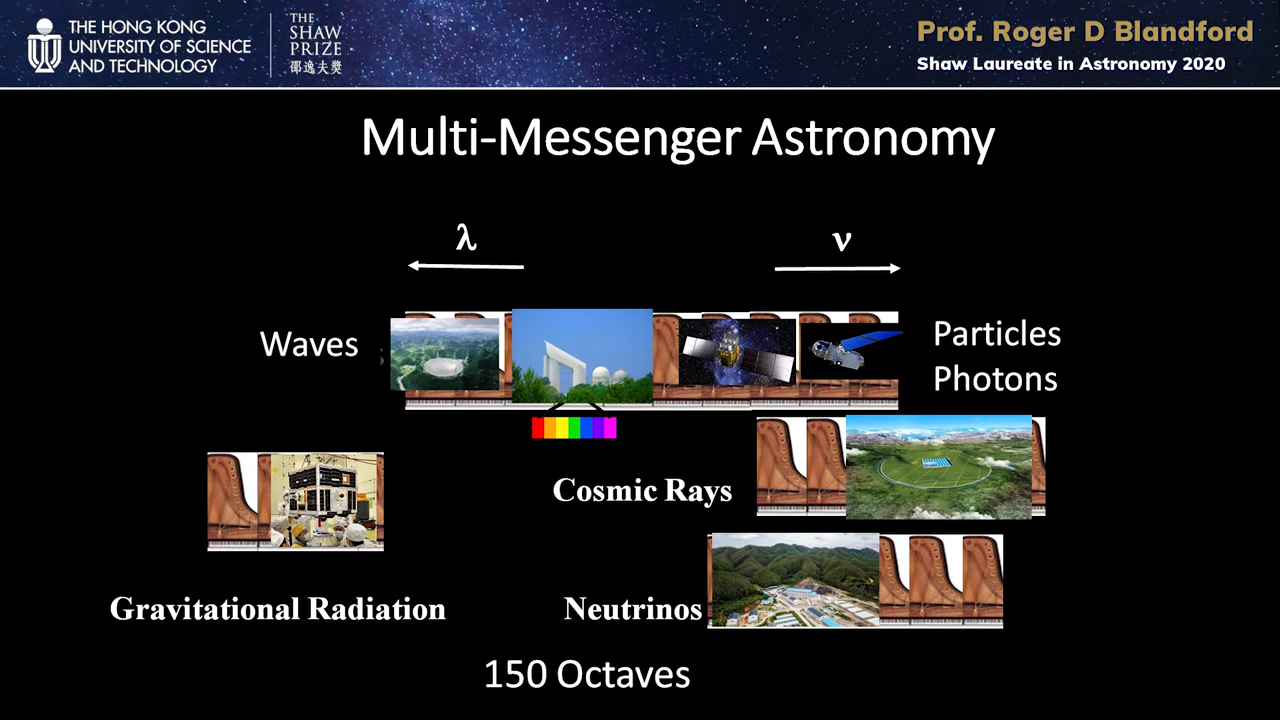 THE HONG KONG
UNIVERSITY OF SCIENCE
AND TECHNOLOGY
THE
SHAW
PRIZE
邵逸夫獎
Prof. Roger D Blandford
Shaw Laureate in Astronomy 2020
Multi-Messenger Astronomy
λ
ν
Waves
Particles
Photons
Cosmic Rays
Gravitational Radiation
Neutrinos
150 Octaves